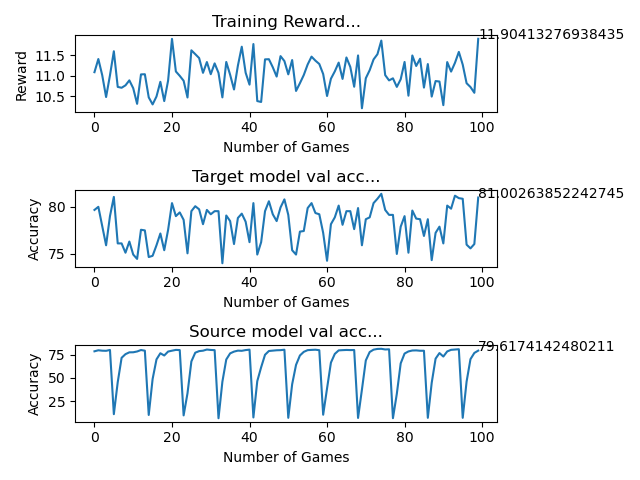 Training Reward...
11.90413276938435
Reward
11.5
11.0
10.5
0 20 40 60 80 100
Number of Games
Target model val acc...
81.00263852242745
Accuracy
80
75
0 20 40 60 80 100
Number of Games
Source model val acc...
79.6174142480211
Accuracy
75
50
25
0 20 40 60 80 100
Number of Games